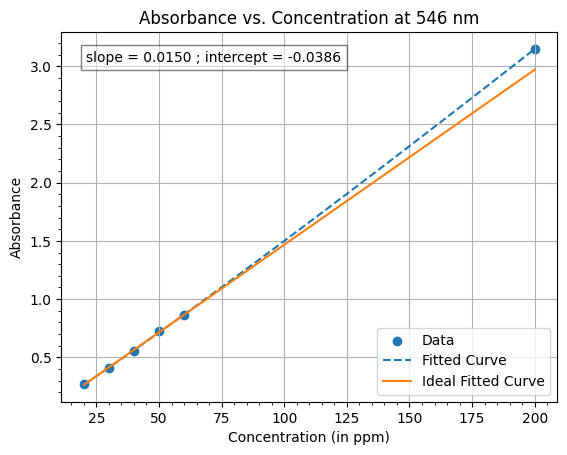 Absorbance vs. Concentration at 546 nm
slope = 0.0150 ; intercept = -0.0386
3.0
2.5
2.0
1.5
1.0
0.5
Absorbance
Data
Fitted Curve
Ideal Fitted Curve
25 50 75 100 125 150 175 200
Concentration (in ppm)